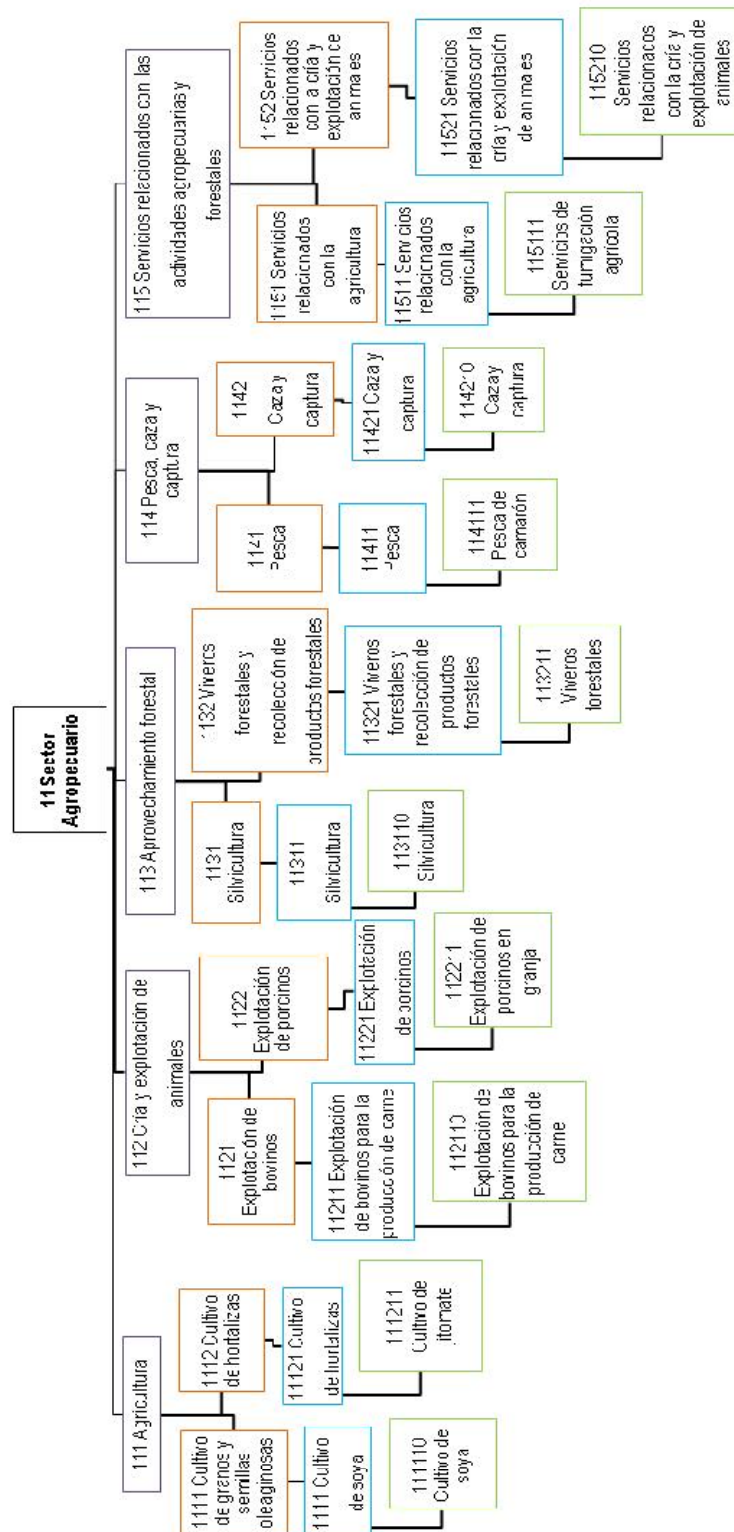 11 Sector
Agropecuario
111 Agricultura
112 Cría y explotación de
animales
113 Aprovechamiento forestal
114 Pesca, caza y
captura
115 Servicios relacionados con las
actividades agropecuarias y
forestales
1111 Cultivo
de granos y
semillas
oleaginosas
1112 Cultivo
de hortalizas
1121
Explotación de
bovinos
1122
Explotación
de porcinos
1131
Silvicultura
1132 Viveros
forestales y
recolección de
productos forestales
1141
Pesca
1142
Caza y
captura
1151 Servicios
relacionados
con la
agricultura
1152 Servicios
relacionados
con la cría y
explotación de
animales
1111 Cultivo
de soya
11121 Cultivo
de hortalizas
11211 Explotación
de bovinos para la
producción de carne
11221 Explotación
de porcinos
11311
Silvicultura
11321 Viveros
forestales y
recolección de
productos
forestales
11411
Pesca
11421 Caza y
captura
11511 Servicios
relacionados
con la
agricultura
11521 Servicios
relacionados con la
cría y explotación
de animales
111110
Cultivo de
soya
111211
Cultivo de
jitomate
112110
Explotación de
bovinos para la
producción de
carne
112211
Explotación de
porcinos en
granja
113110
Silvicultura
113211
Viveros
forestales
114111
Pesca de
camarón
114210
Caza y
captura
115111
Servicios de
fumigación
agrícola
115210
Servicios
relacionados
con la cría y
explotación de
animales